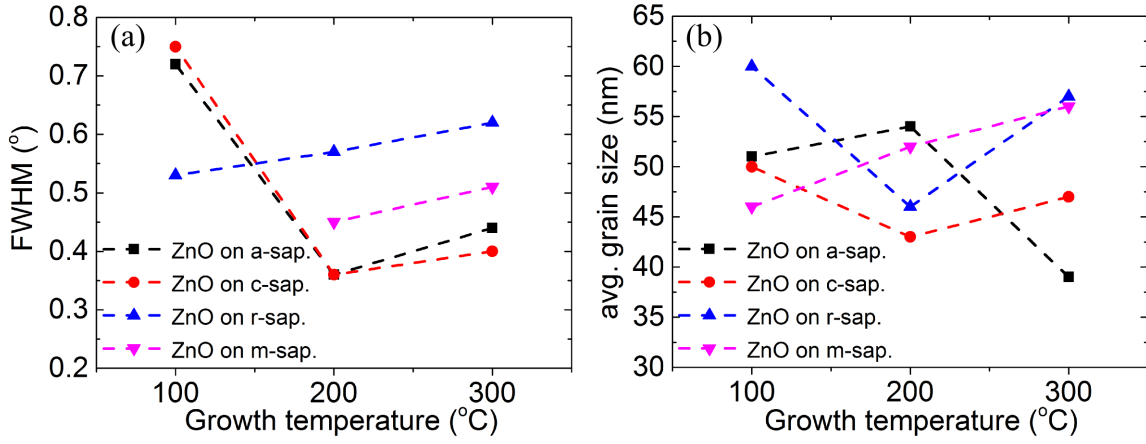 (a)
FWHM (°)
0.8
0.7
0.6
0.5
0.4
0.3
0.2
ZnO on a-sap.
ZnO on c-sap.
ZnO on r-sap.
ZnO on m-sap.
100 200 300
Growth temperature (°C)
(b)
avg. grain size (nm)
65
60
55
50
45
40
35
30
ZnO on a-sap.
ZnO on c-sap.
ZnO on r-sap.
ZnO on m-sap.
100 200 300
Growth temperature (°C)